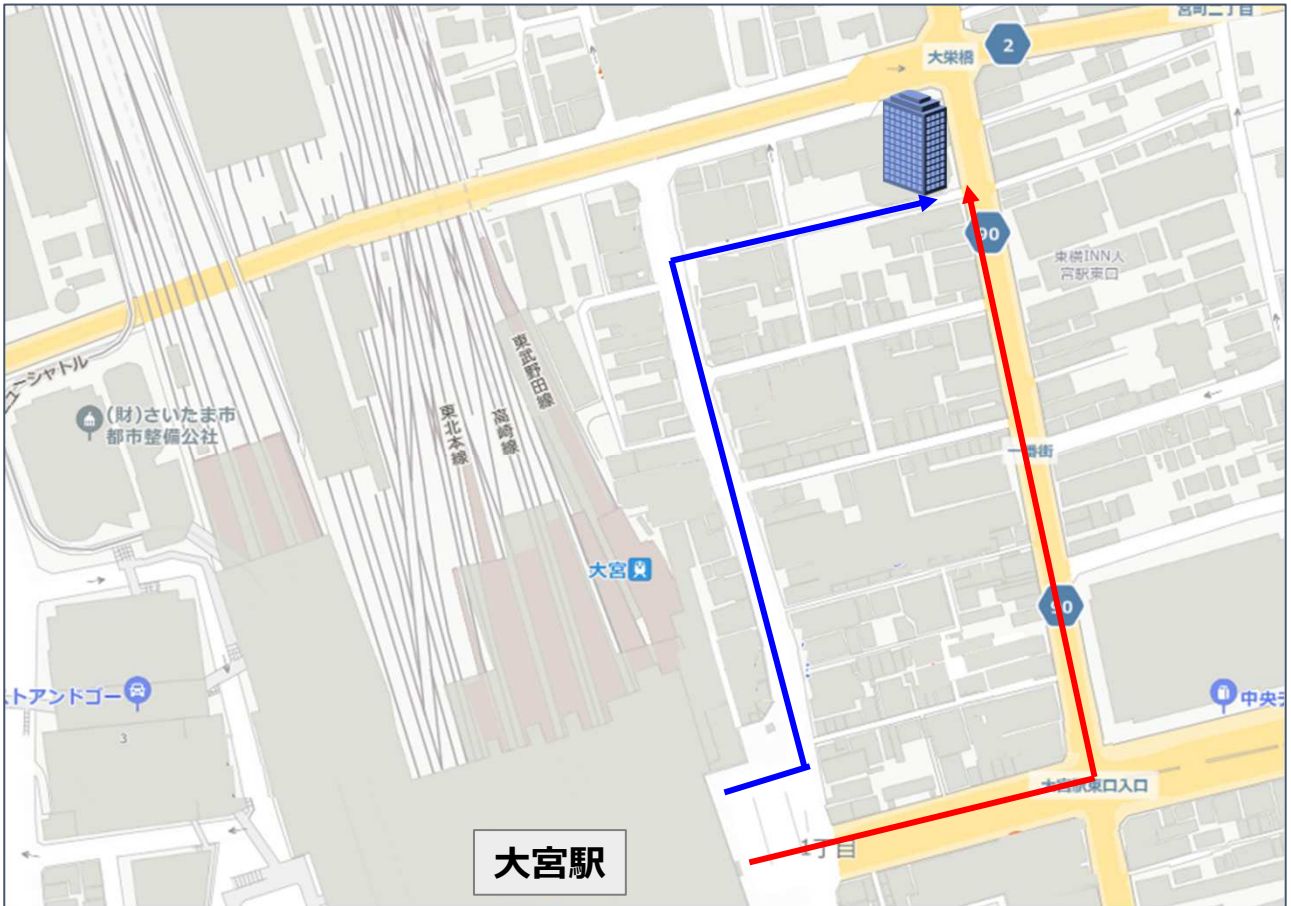 宮町二丁目
2
大栄橋
90
東横INN大
宮駅東口
ューシャトル
(財)さいたま市
都市整備公社
東武野田線
高崎線
東北本線
一番街
大宮
90
トアンドゴー
3
中央デ
大宮駅東口入口
1丁目
大宮駅